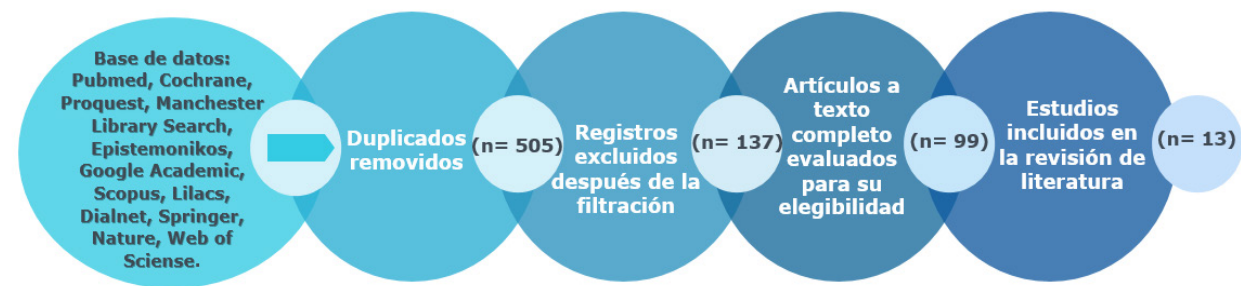 Base de datos:
Pubmed, Cochrane,
Proquest, Manchester
Library Search,
Epistemonikos,
Google Academic,
Scopus, Lilacs,
Dialnet, Springer,
Nature, Web of
Sciense.
Duplicados
removidos
(n= 505)
Registros
excluidos
después de la
filtración
(n= 137)
Artículos a
texto
completo
evaluados
para su
elegibilidad
(n= 99)
Estudios
incluidos en
la revisión de
literatura
(n= 13)